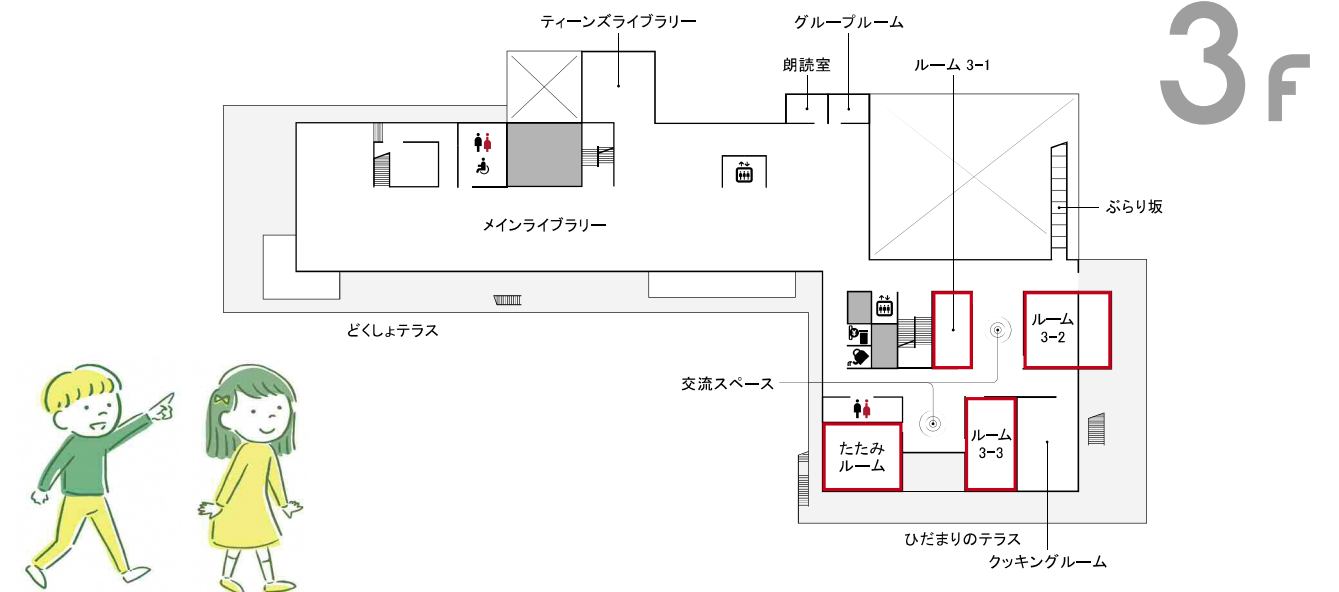 3F
ティーンズライブラリー
グループルーム
朗読室
ルーム 3-1
ぶらり坂
メインライブラリー
どくしょテラス
ルーム
3-2
交流スペース
たたみ
ルーム
ルーム
3-3
ひだまりのテラス
クッキングルーム